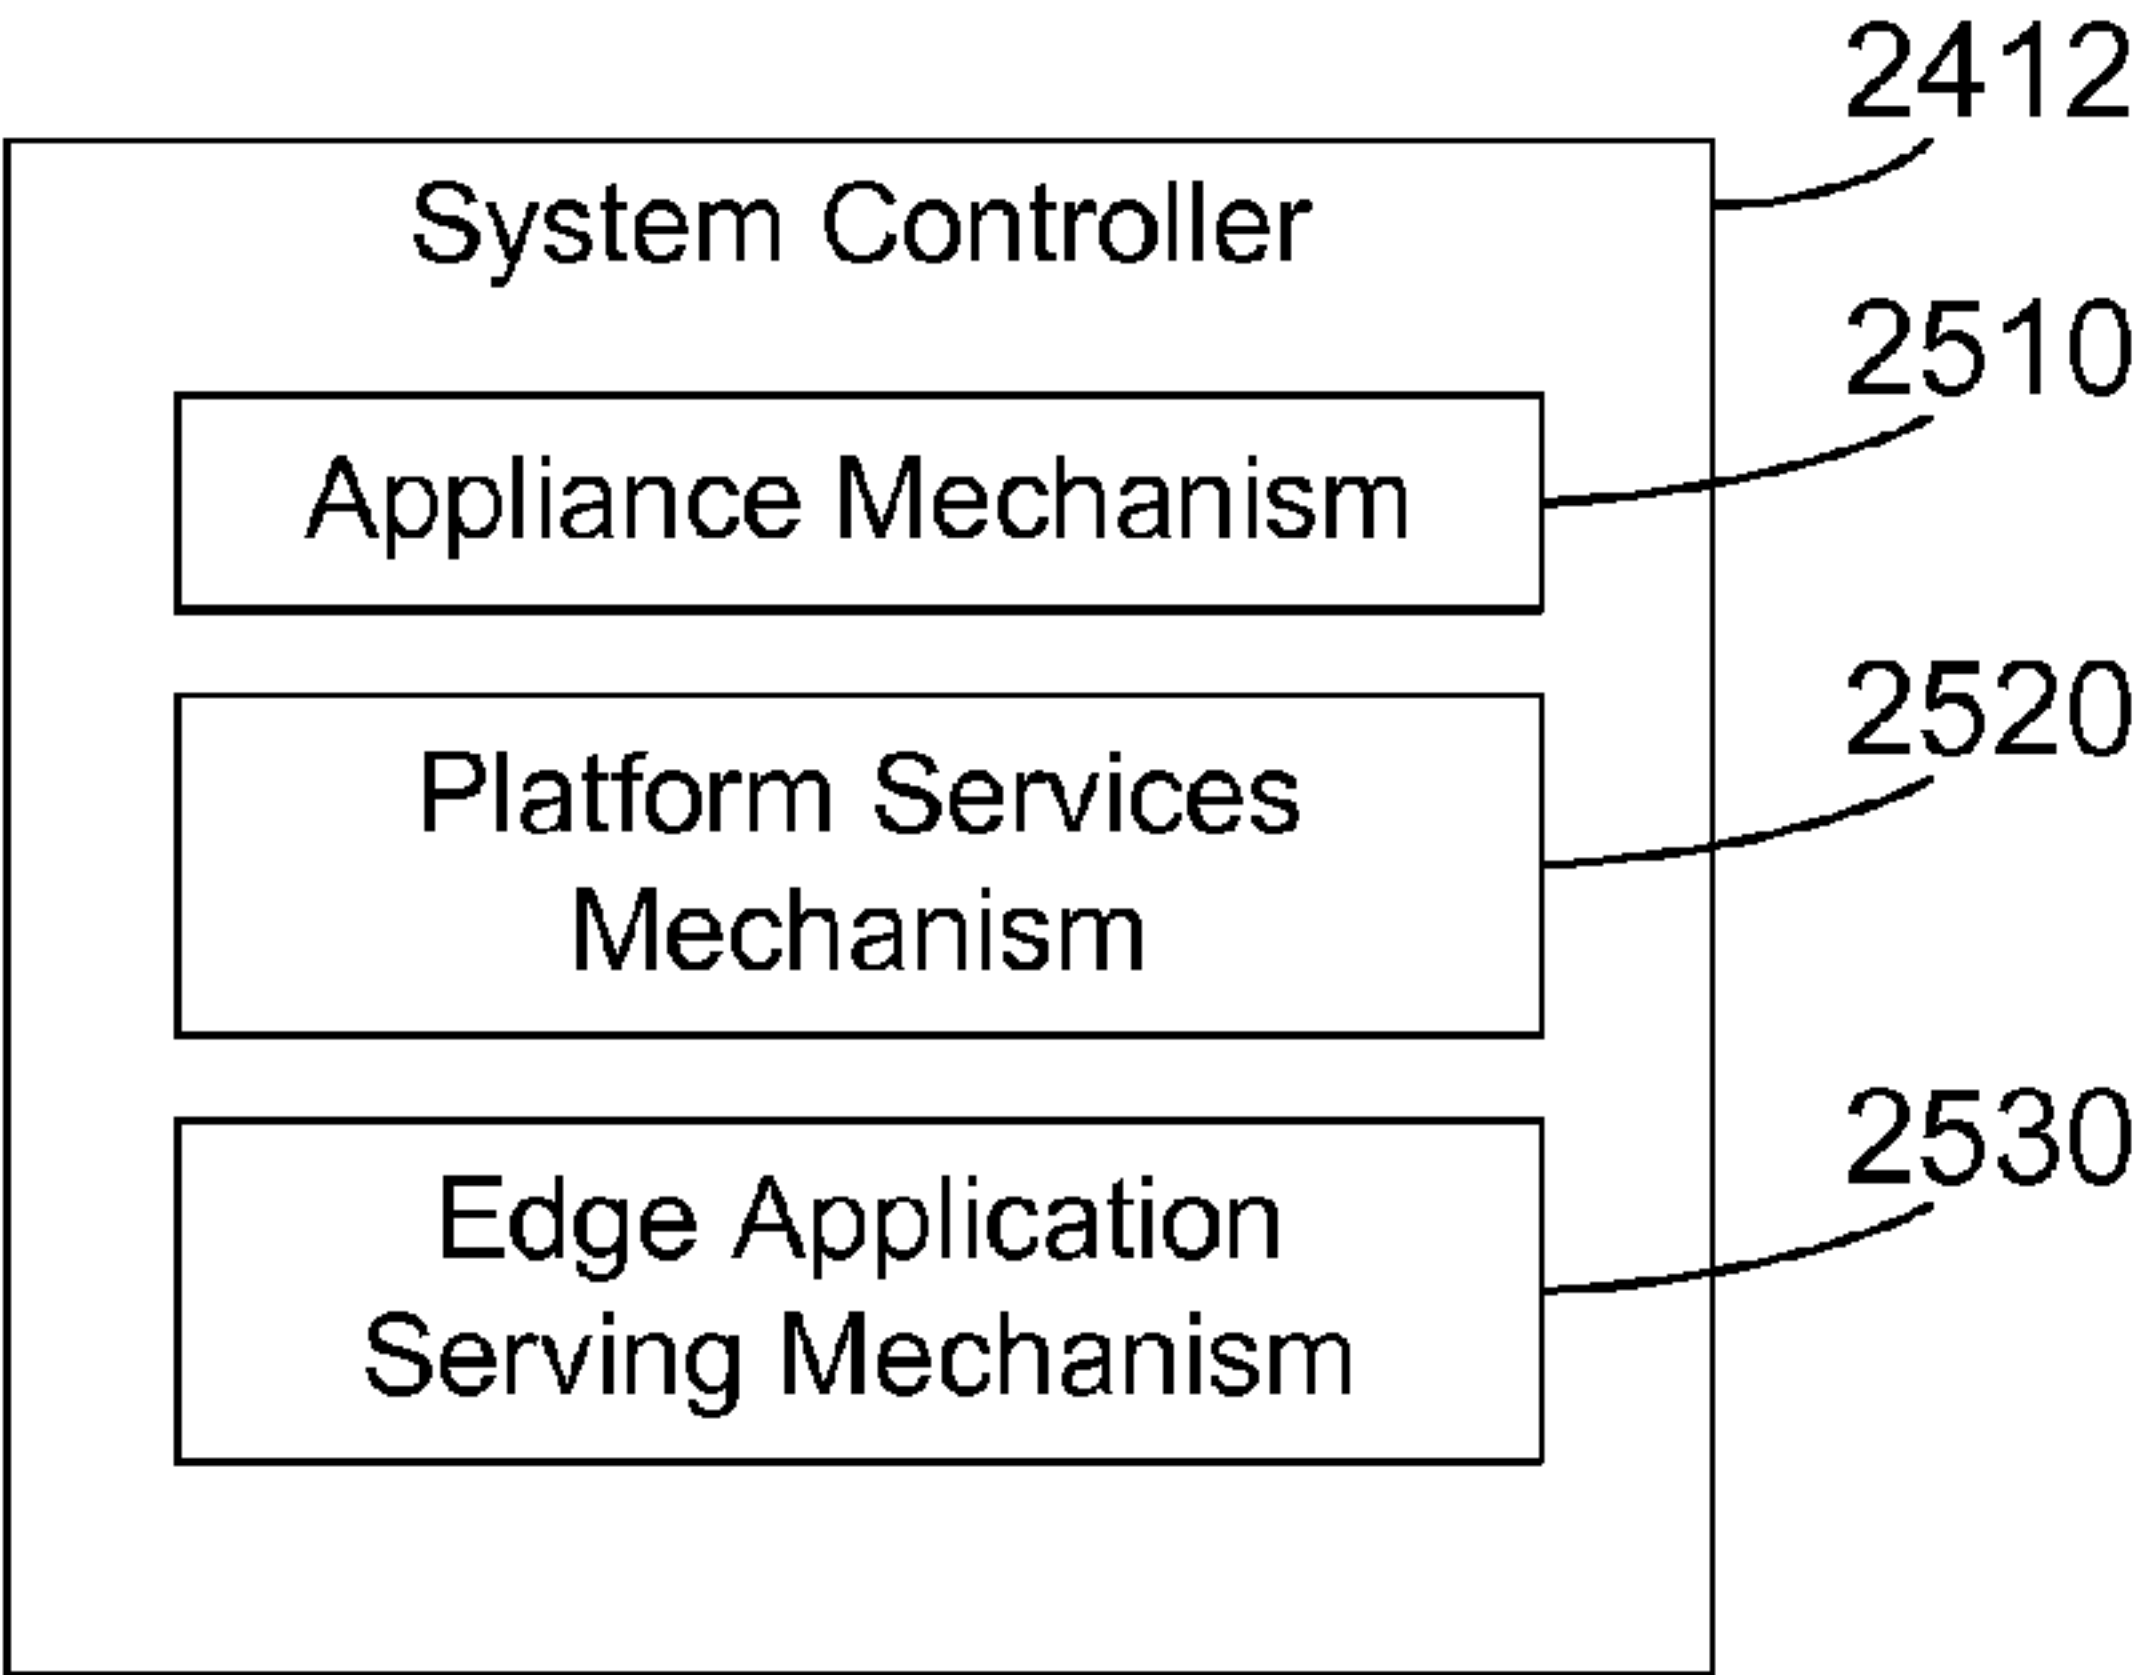 2412
System Controller
2510
Appliance Mechanism
2520
Platform Services
Mechanism
2530
Edge Application
Serving Mechanism